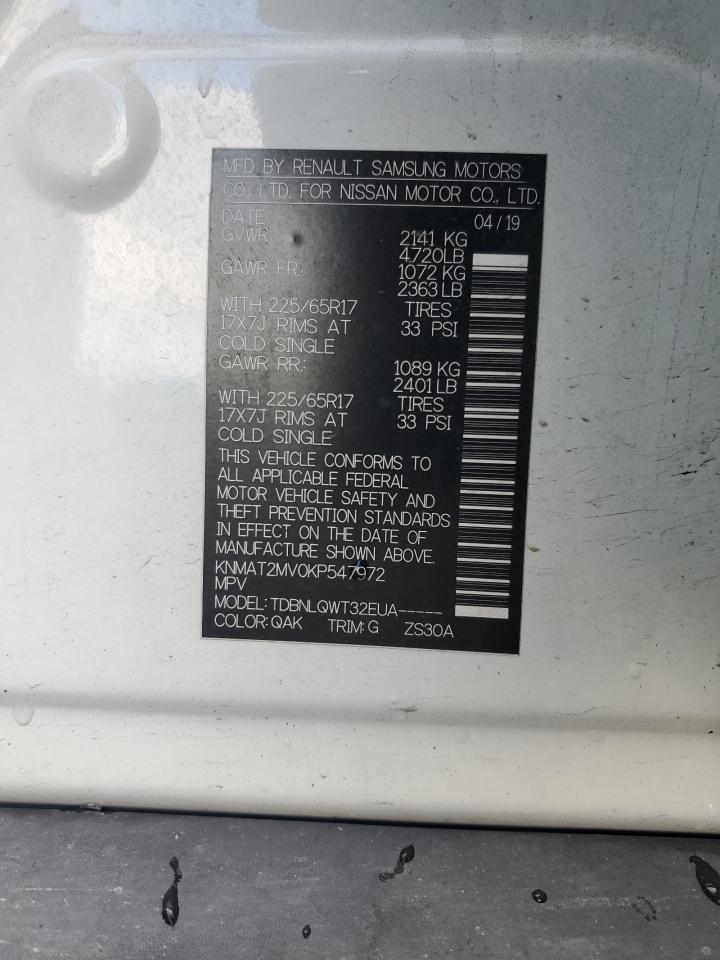 MFD BY RENAULT SAMSUNG MOTORS
CO. LTD. FOR NISSAN MOTOR CO., LTD.
DATE 04/19
GVWR 2141 KG
4720LB
GAWR FR.: 1072 KG
2363 LB
WITH 225/65R17 TIRES
17X7J RIMS AT 33 PSI
COLD SINGLE
GAWR RR.: 1089 KG
2401 LB
WITH 225/65R17 TIRES
17X7J RIMS AT 33 PSI
COLD SINGLE
THIS VEHICLE CONFORMS TO
ALL APPLICABLE FEDERAL
MOTOR VEHICLE SAFETY AND
THEFT PREVENTION STANDARDS
IN EFFECT ON THE DATE OF
MANUFACTURE SHOWN ABOVE.
KNMAT2MV0KP547972
MPV
MODEL: TDBNLQWT32EUA-----
COLOR: QAK TRIM: G ZS30A